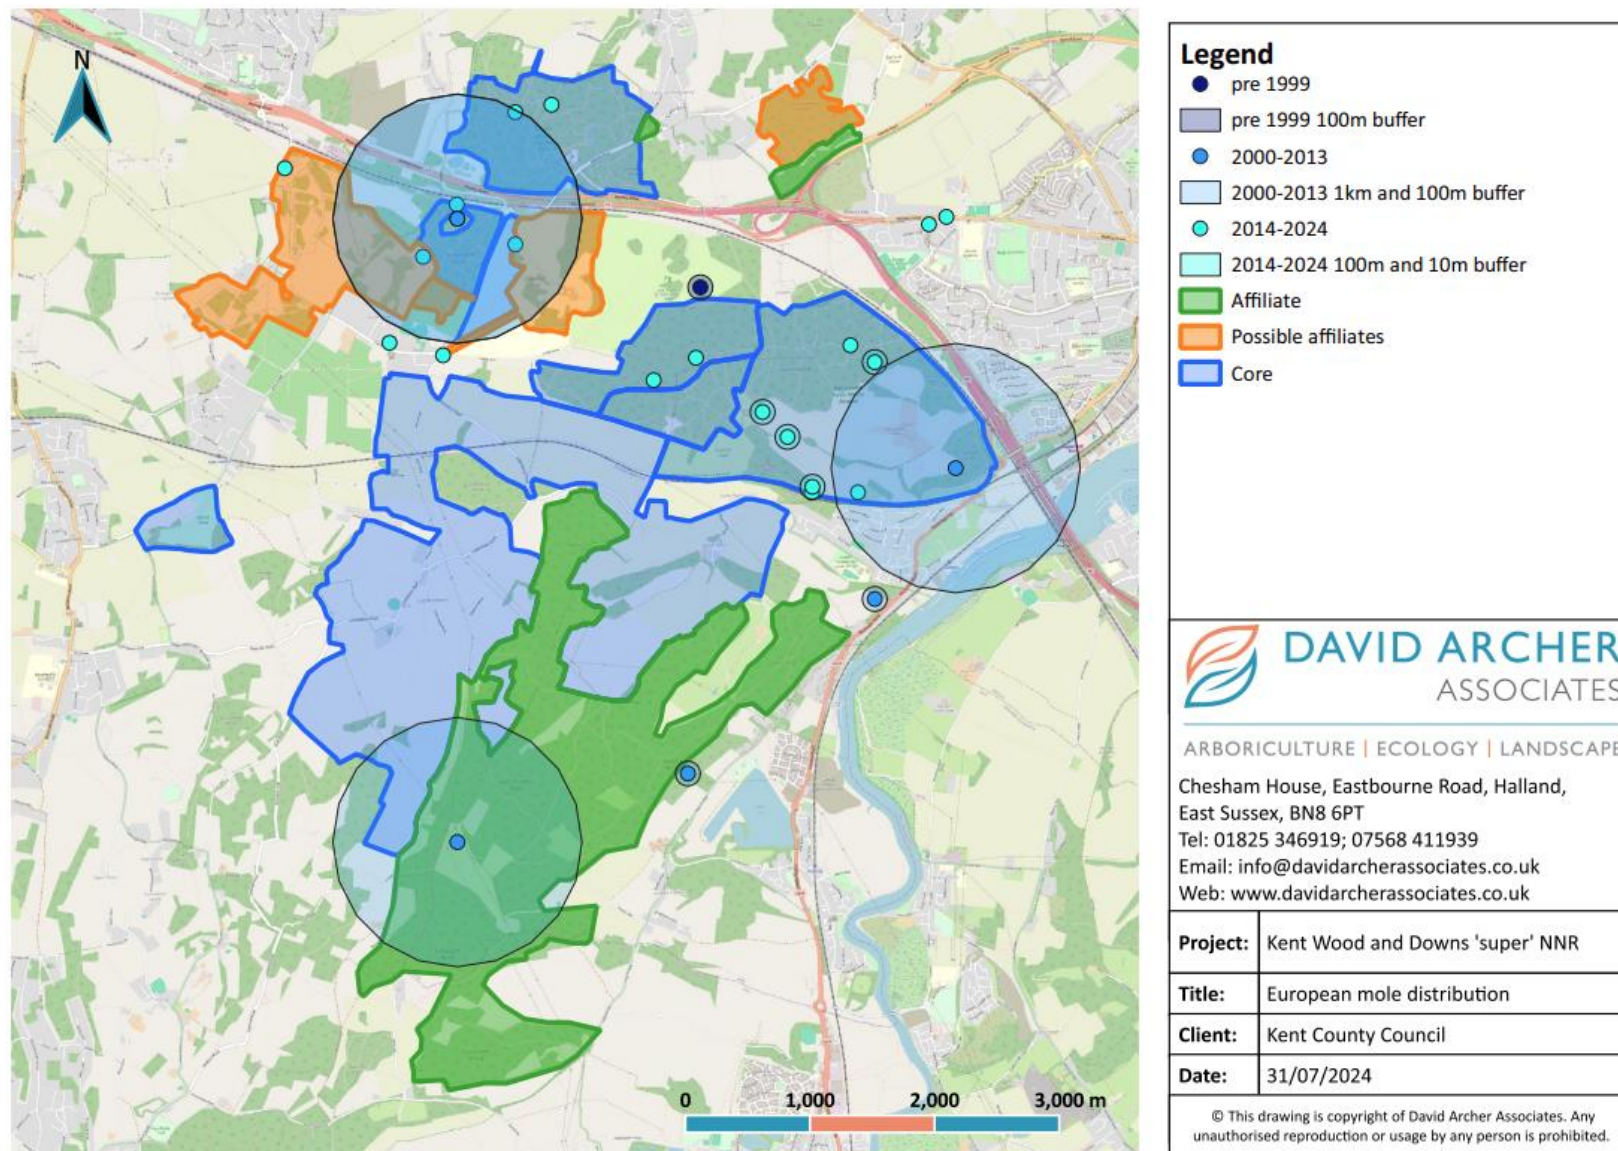 N
0 1,000 2,000 3,000 m
Legend
pre 1999
pre 1999 100m buffer
2000-2013
2000-2013 1km and 100m buffer
2014-2024
2014-2024 100m and 10m buffer
Affiliate
Possible affiliates
Core
DAVID ARCHER
ASSOCIATES
ARBORICULTURE | ECOLOGY | LANDSCAPE
Chesham House, Eastbourne Road, Halland,
East Sussex, BN8 6PT
Tel: 01825 346919; 07568 411939
Email: info@davidarcherassociates.co.uk
Web: www.davidarcherassociates.co.uk
Project: Kent Wood and Downs 'super' NNR
Title: European mole distribution
Client: Kent County Council
Date: 31/07/2024
© This drawing is copyright of David Archer Associates. Any
unauthorised reproduction or usage by any person is prohibited.